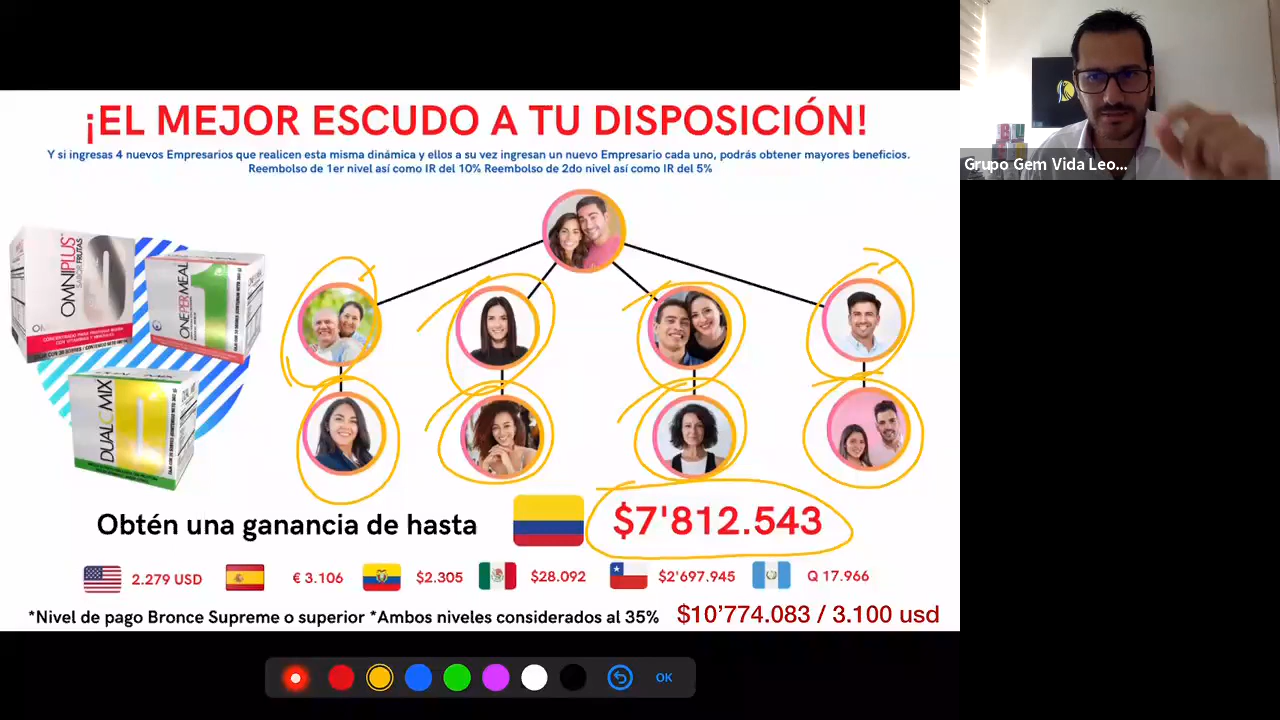 ¡EL MEJOR ESCUDO A TU DISPOSICIÓN!
Y si ingresas 4 nuevos Empresarios que realicen esta misma dinámica y ellos a su vez ingresan un nuevo Empresario cada uno, podrás obtener mayores beneficios.
Reembolso de 1er nivel así como IR del 10% Reembolso de 2do nivel así como IR del 5%
Grupo Gem Vida Leo...
OMNIPLUS
SABOR FRUTAS
ONEPERMEAL
DUALCMIX
Obtén una ganancia de hasta
$7'812.543
2.279 USD
€ 3.106
$2.305
$28.092
$2'697.945
Q 17.966
*Nivel de pago Bronce Supreme o superior *Ambos niveles considerados al 35%
$10’774.083 / 3.100 usd
OK